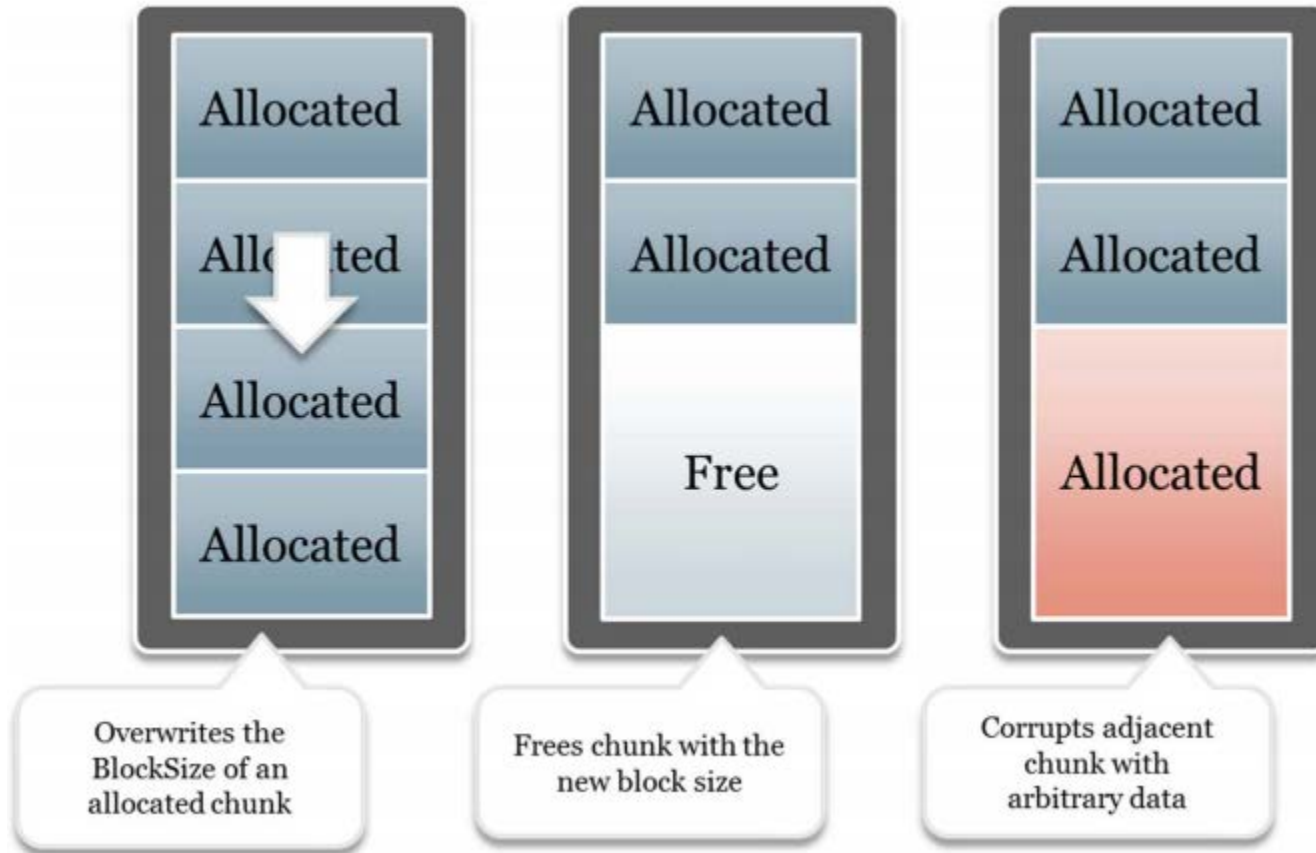 Allocated
Allocated
Allocated
Allocated
Overwrites the
BlockSize of an
allocated chunk
Allocated
Allocated
Free
Frees chunk with the
new block size
Allocated
Allocated
Allocated
Corrupts adjacent
chunk with
arbitrary data